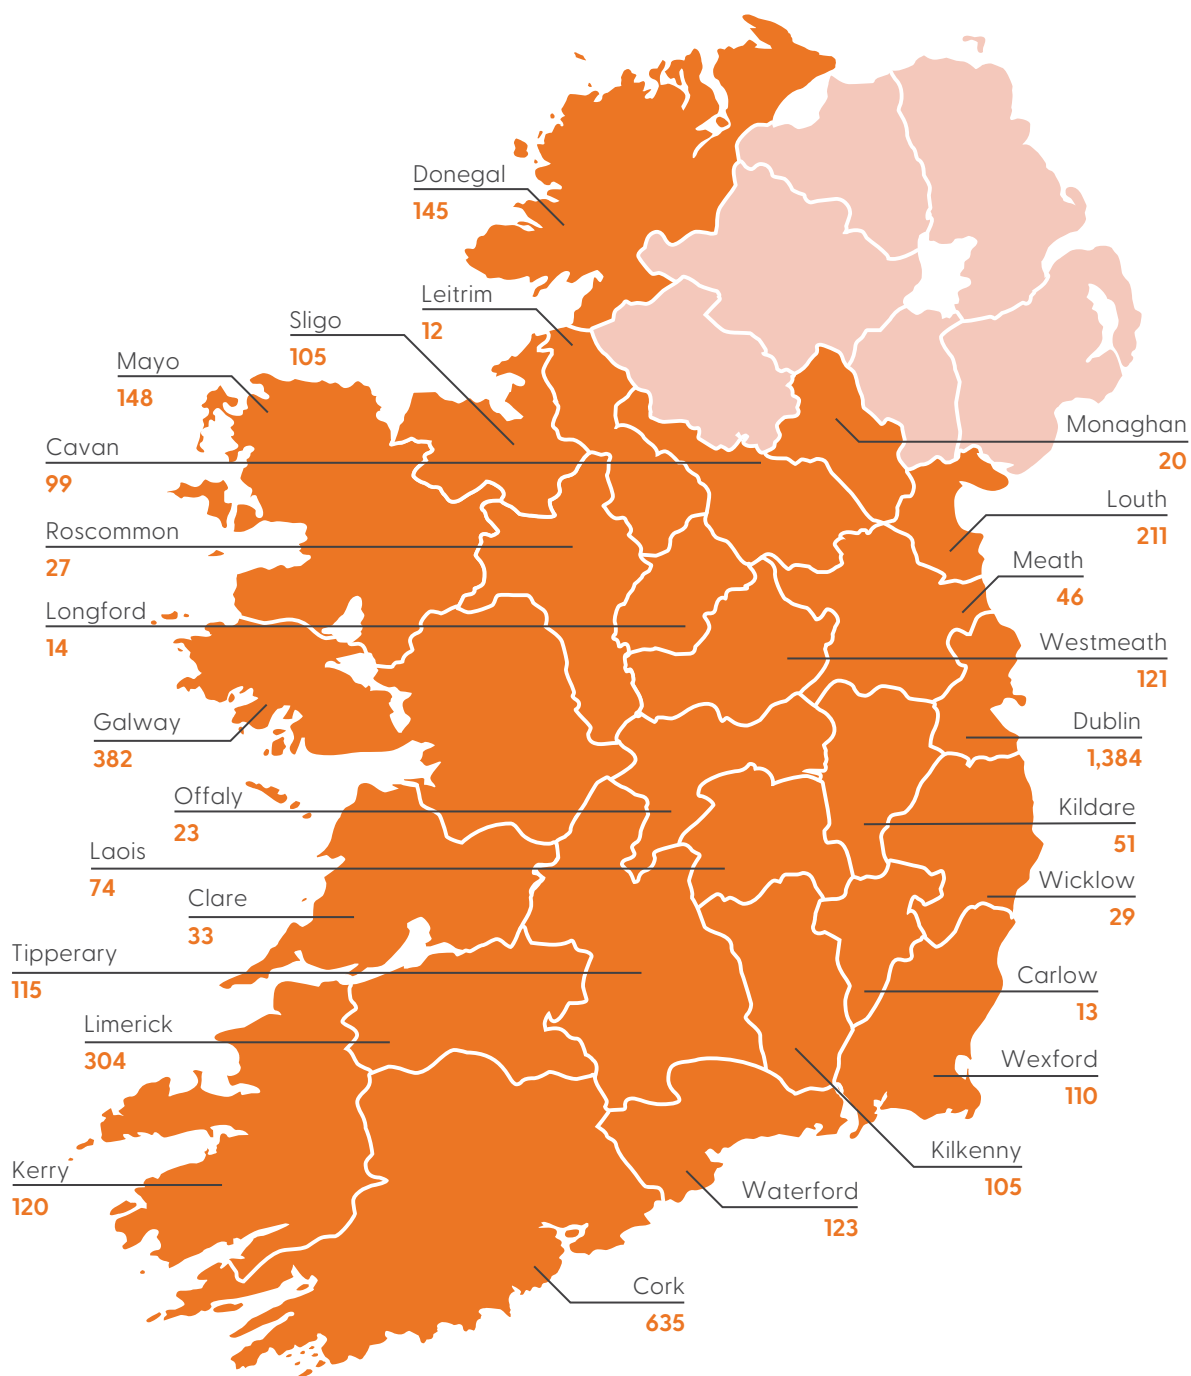 Donegal
145
Leitrim
12
Sligo
105
Mayo
148
Cavan
99
Roscommon
27
Longford
14
Galway
382
Offaly
23
Laois
74
Clare
33
Tipperary
115
Limerick
304
Kerry
120
Monaghan
20
Louth
211
Meath
46
Westmeath
121
Dublin
1,384
Kildare
51
Wicklow
29
Carlow
13
Wexford
110
Kilkenny
105
Waterford
123
Cork
635